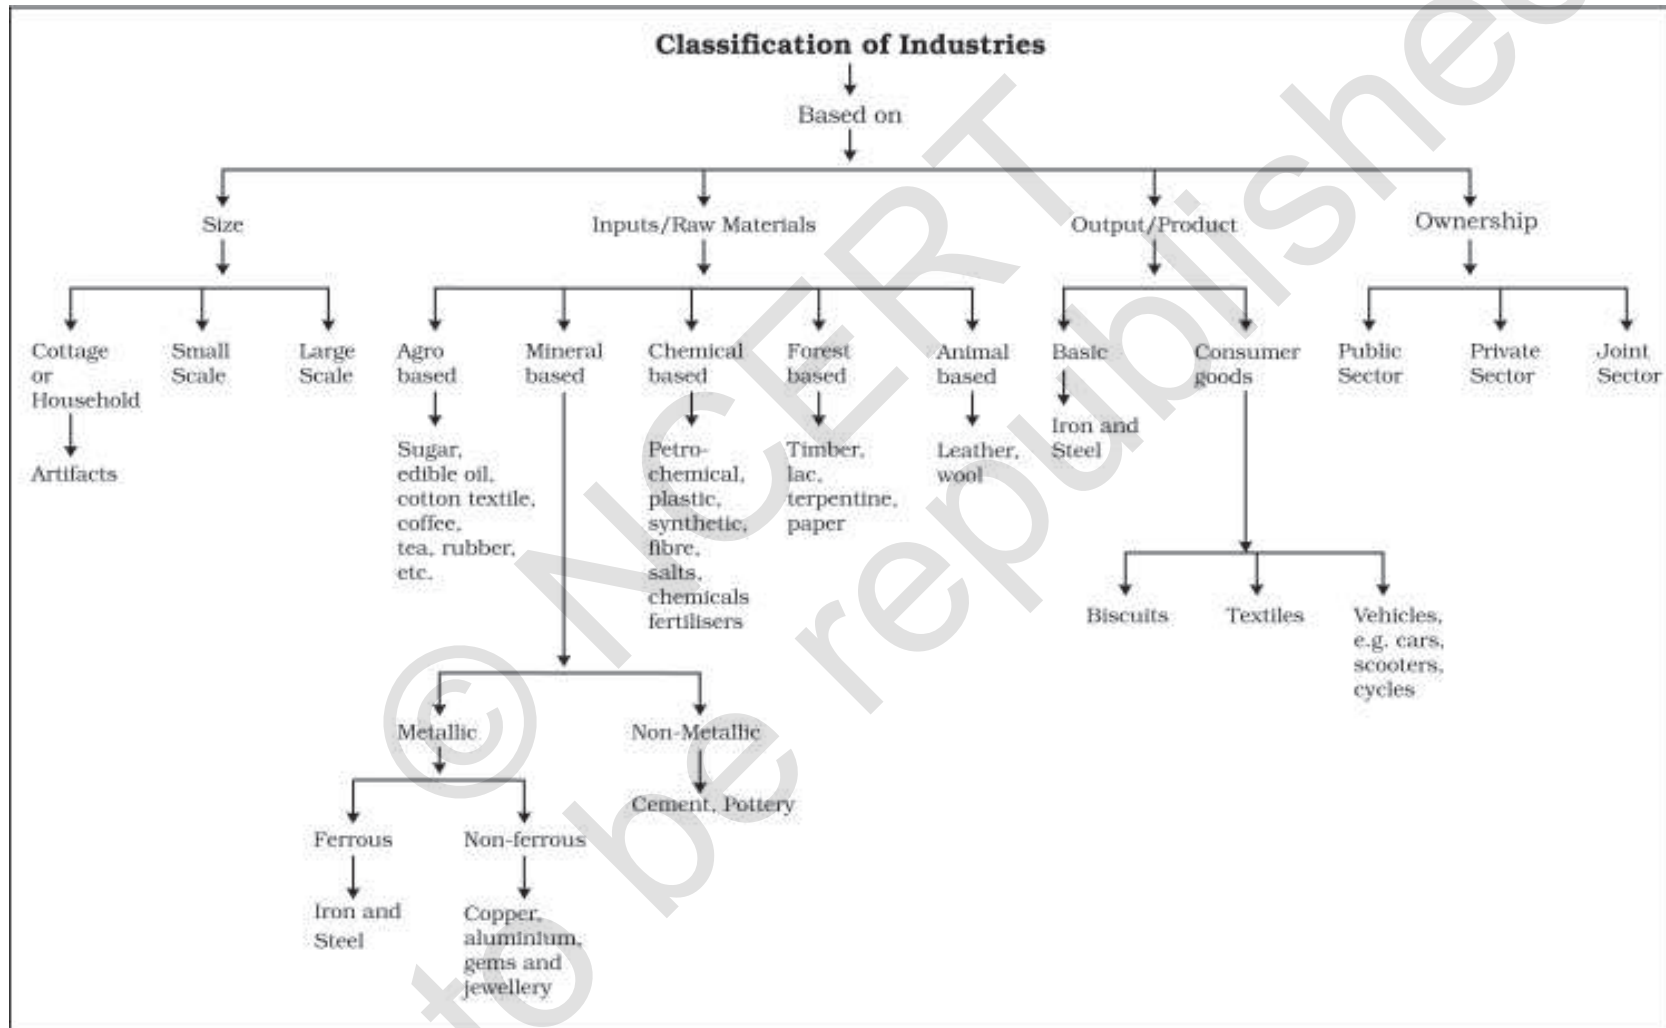 Classification of Industries
Based on
Size
Inputs/Raw Materials
Output/Product
Ownership
Cottage
or
Household
Artifacts
Small
Scale
Large
Scale
Agro
based
Sugar,
edible oil,
cotton textile,
coffee,
tea, rubber,
etc.
Mineral
based
Metallic
Ferrous
Iron and
Steel
Non-ferrous
Copper,
aluminium,
gems and
jewellery
Non-Metallic
Cement, Pottery
Chemical
based
Petro-
chemical,
plastic,
synthetic,
fibre,
salts,
chemicals
fertilisers
Forest
based
Timber,
lac,
terpentine,
paper
Animal
based
Leather,
wool
Basic
Iron and
Steel
Consumer
goods
Biscuits
Textiles
Vehicles,
e.g. cars,
scooters,
cycles
Public
Sector
Private
Sector
Joint
Sector
© NCERT
to be republished